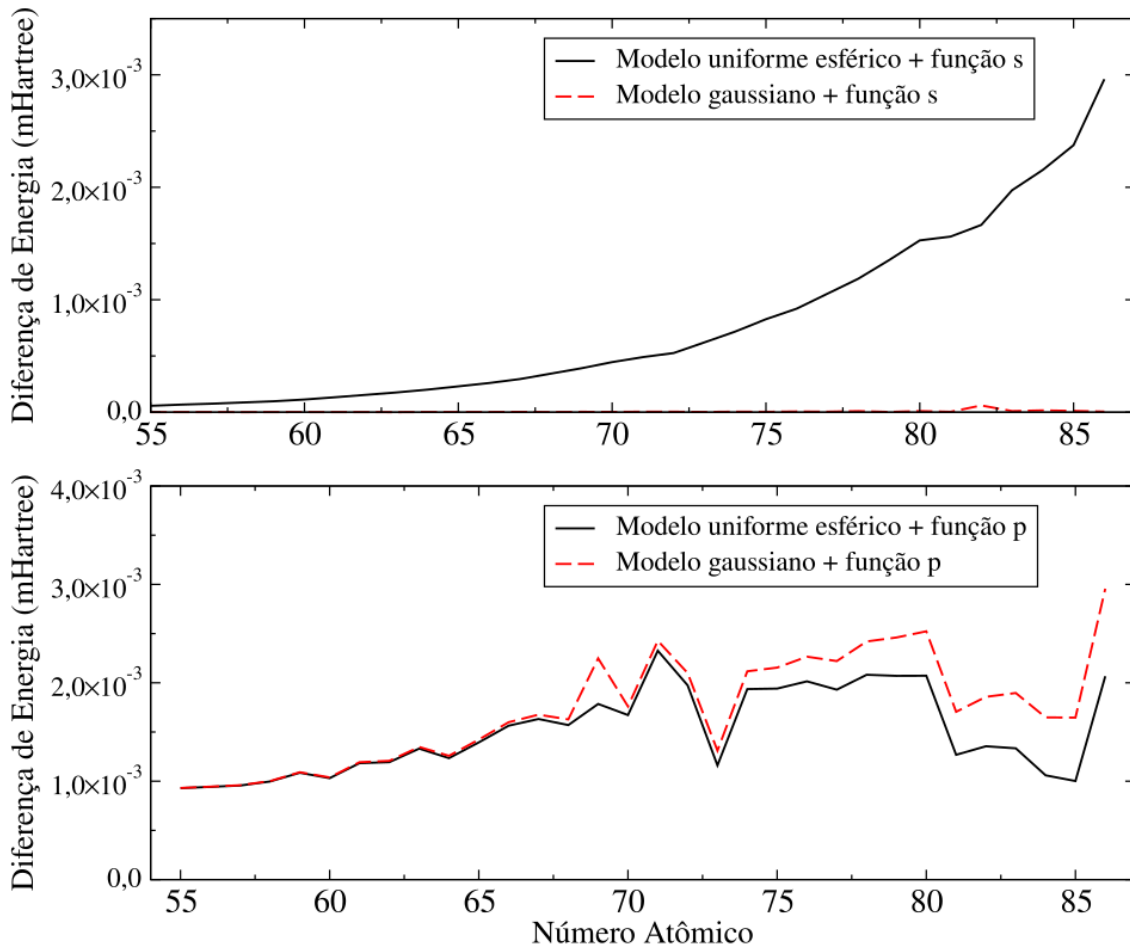 Diferença de Energia (mHartree)
3,0×10⁻³
2,0×10⁻³
1,0×10⁻³
0,0
Modelo uniforme esférico + função s
Modelo gaussiano + função s
55 60 65 70 75 80 85
Diferença de Energia (mHartree)
4,0×10⁻³
3,0×10⁻³
2,0×10⁻³
1,0×10⁻³
0,0
Modelo uniforme esférico + função p
Modelo gaussiano + função p
55 60 65 70 75 80 85
Número Atômico